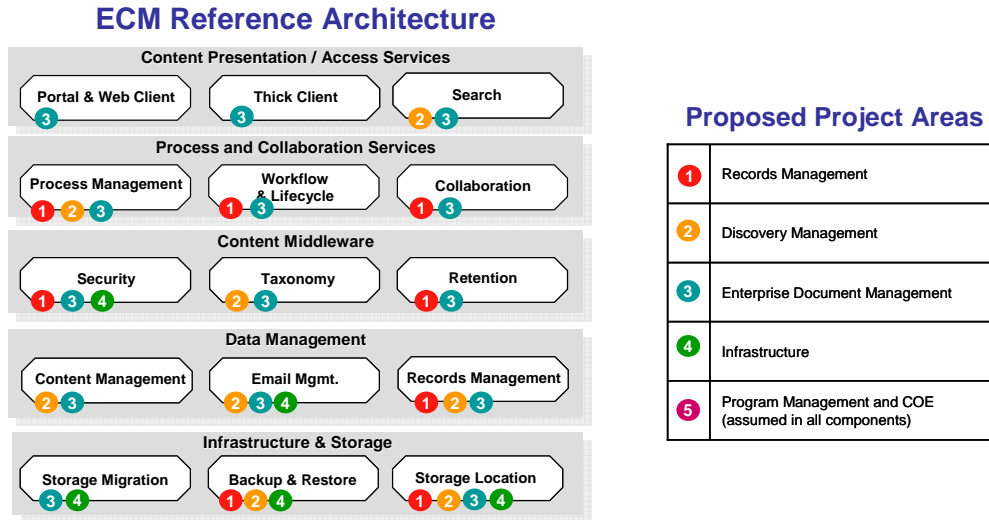 ECM Reference Architecture
Content Presentation / Access Services
Portal & Web Client
3
Thick Client
3
Search
2 3
Process and Collaboration Services
Process Management
1 2 3
Workflow
& Lifecycle
1 3
Collaboration
1 3
Content Middleware
Security
1 3 4
Taxonomy
2 3
Retention
1 3
Data Management
Content Management
2 3
Email Mgmt.
2 3 4
Records Management
1 2 3
Infrastructure & Storage
Storage Migration
3 4
Backup & Restore
1 2 4
Storage Location
1 2 3 4
Proposed Project Areas
1 Records Management
2 Discovery Management
3 Enterprise Document Management
4 Infrastructure
5 Program Management and COE
(assumed in all components)